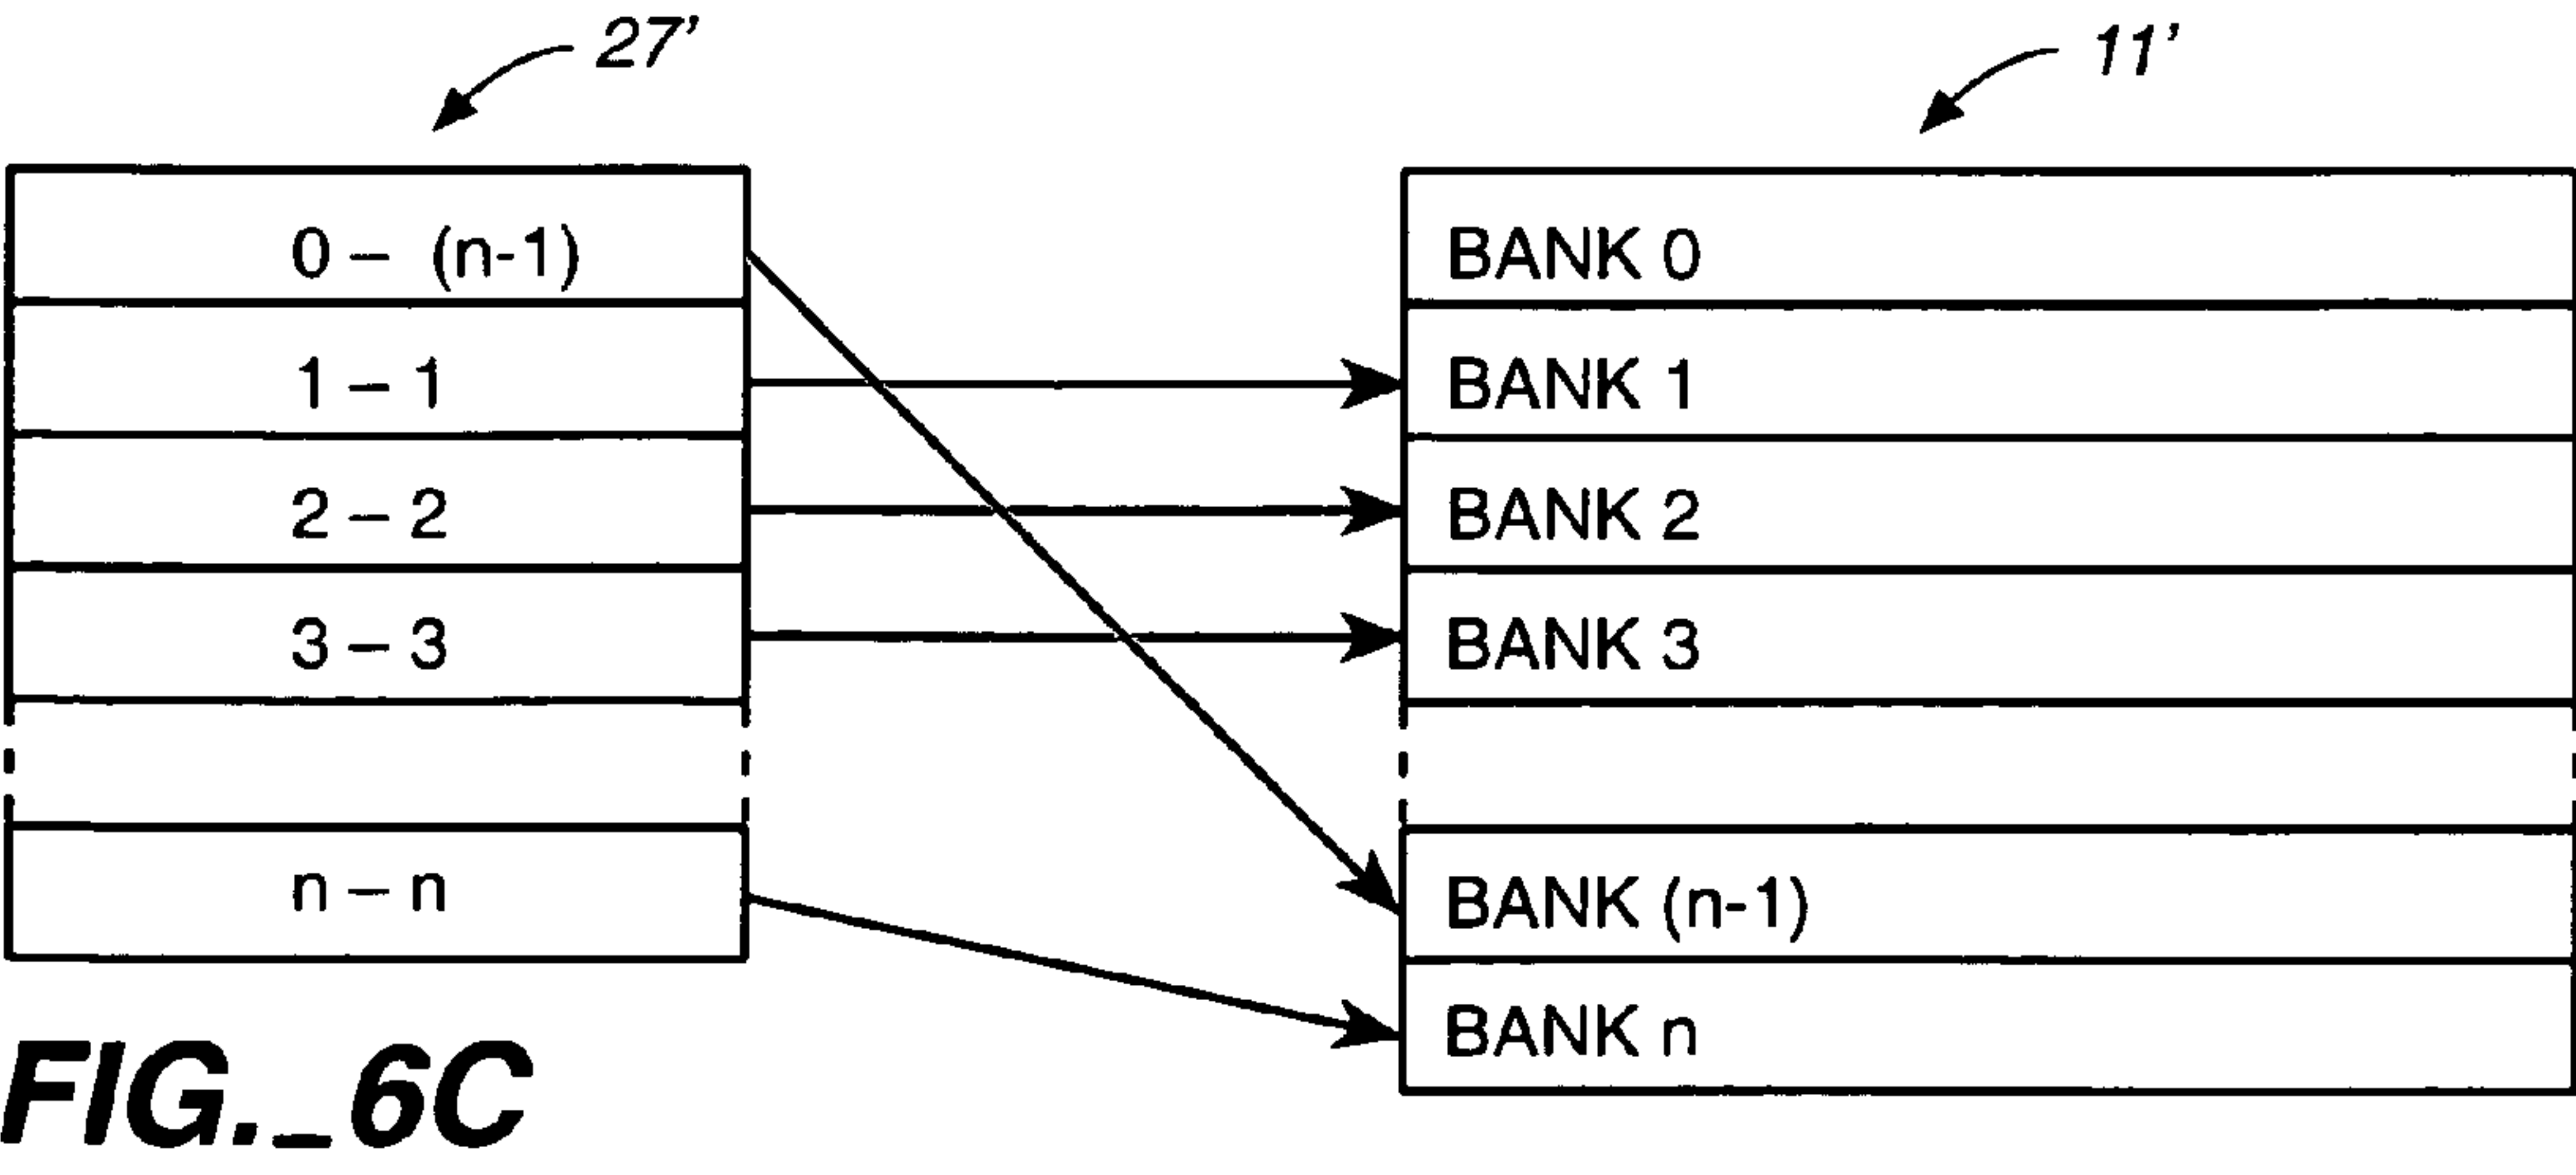 27'
11'
0 – (n-1)
1 – 1
2 – 2
3 – 3
n – n
BANK 0
BANK 1
BANK 2
BANK 3
BANK (n-1)
BANK n
FIG._6C